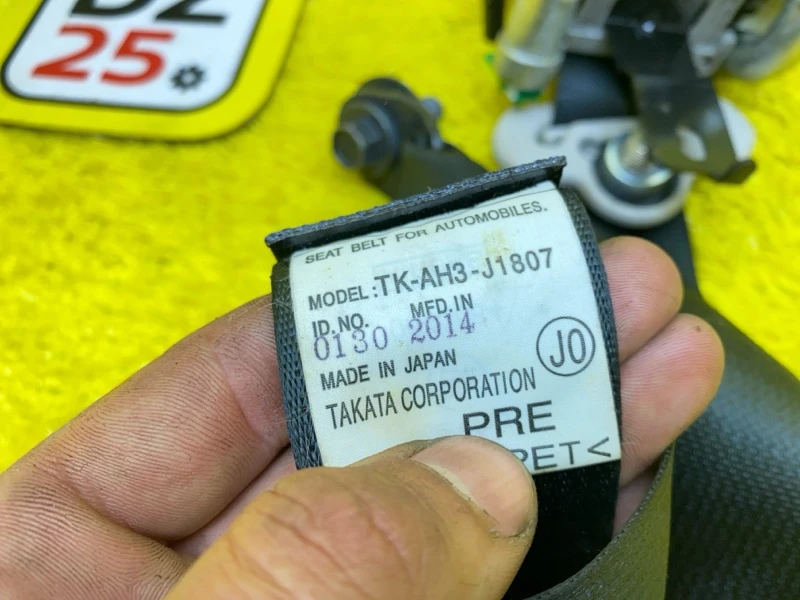 25
SEAT BELT FOR AUTOMOBILES.
MODEL:TK-AH3-J1807
ID.NO. MFD.IN
0130 2014
MADE IN JAPAN
JO
TAKATA CORPORATION
PRE
PET<